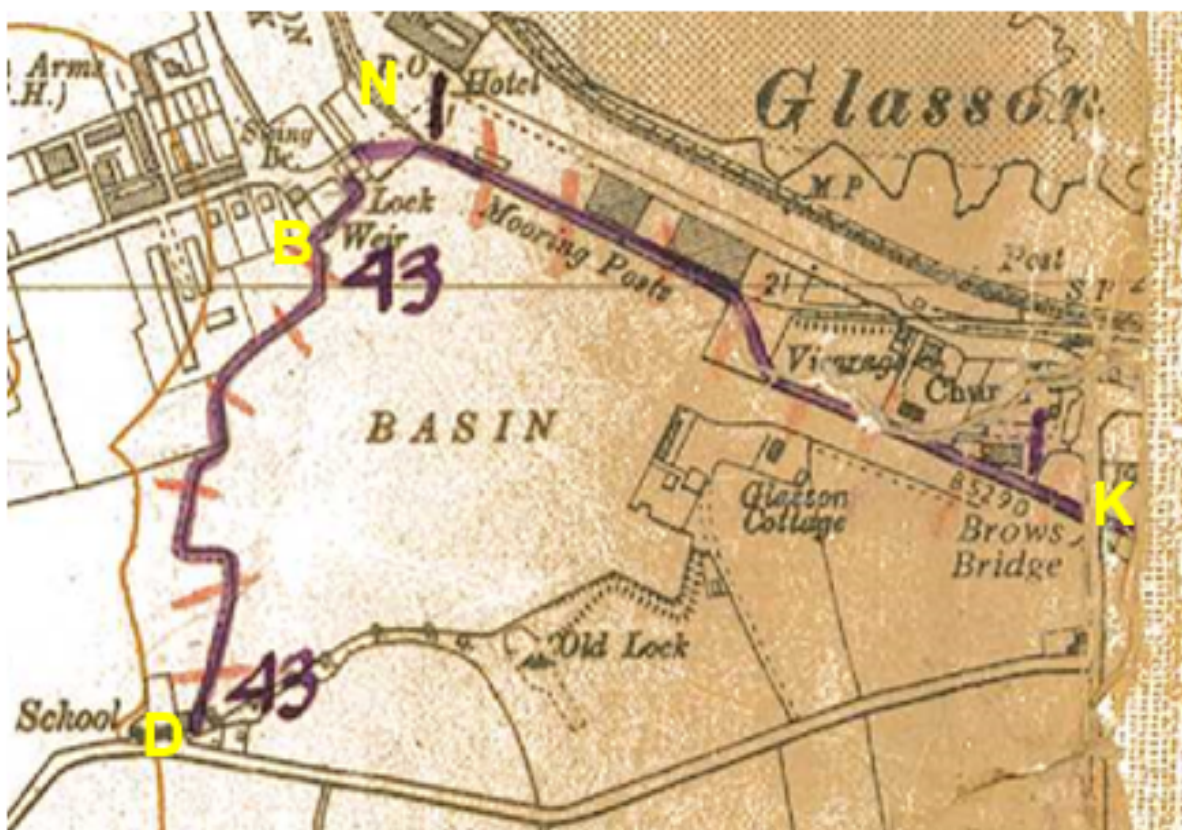 Arms
.H.)
P.O.
N
Hotel
1
Glasson
Swing
Lock
Weir
B
43
Mooring Posts
M.P
Post
S.P
21
Vicarage
Chur
BASIN
Glasson
Cottage
B5290
K
Brows
Bridge
Old Lock
43
School
D